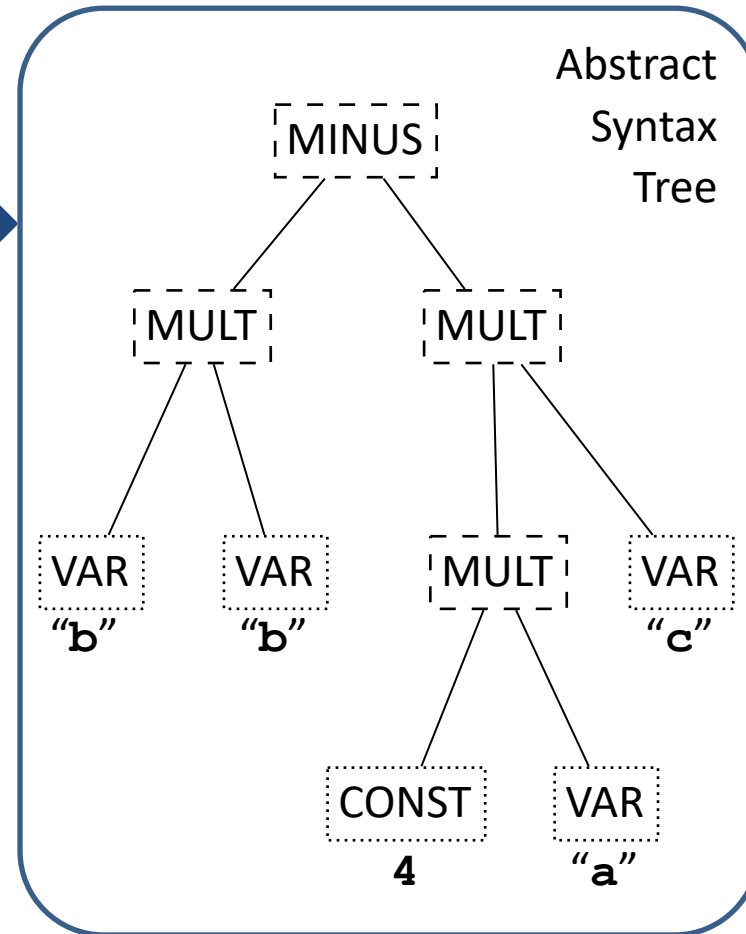 Abstract
Syntax
Tree
MINUS
MULT MULT
VAR VAR MULT VAR
“b” “b” “c”
CONST VAR
4 “a”